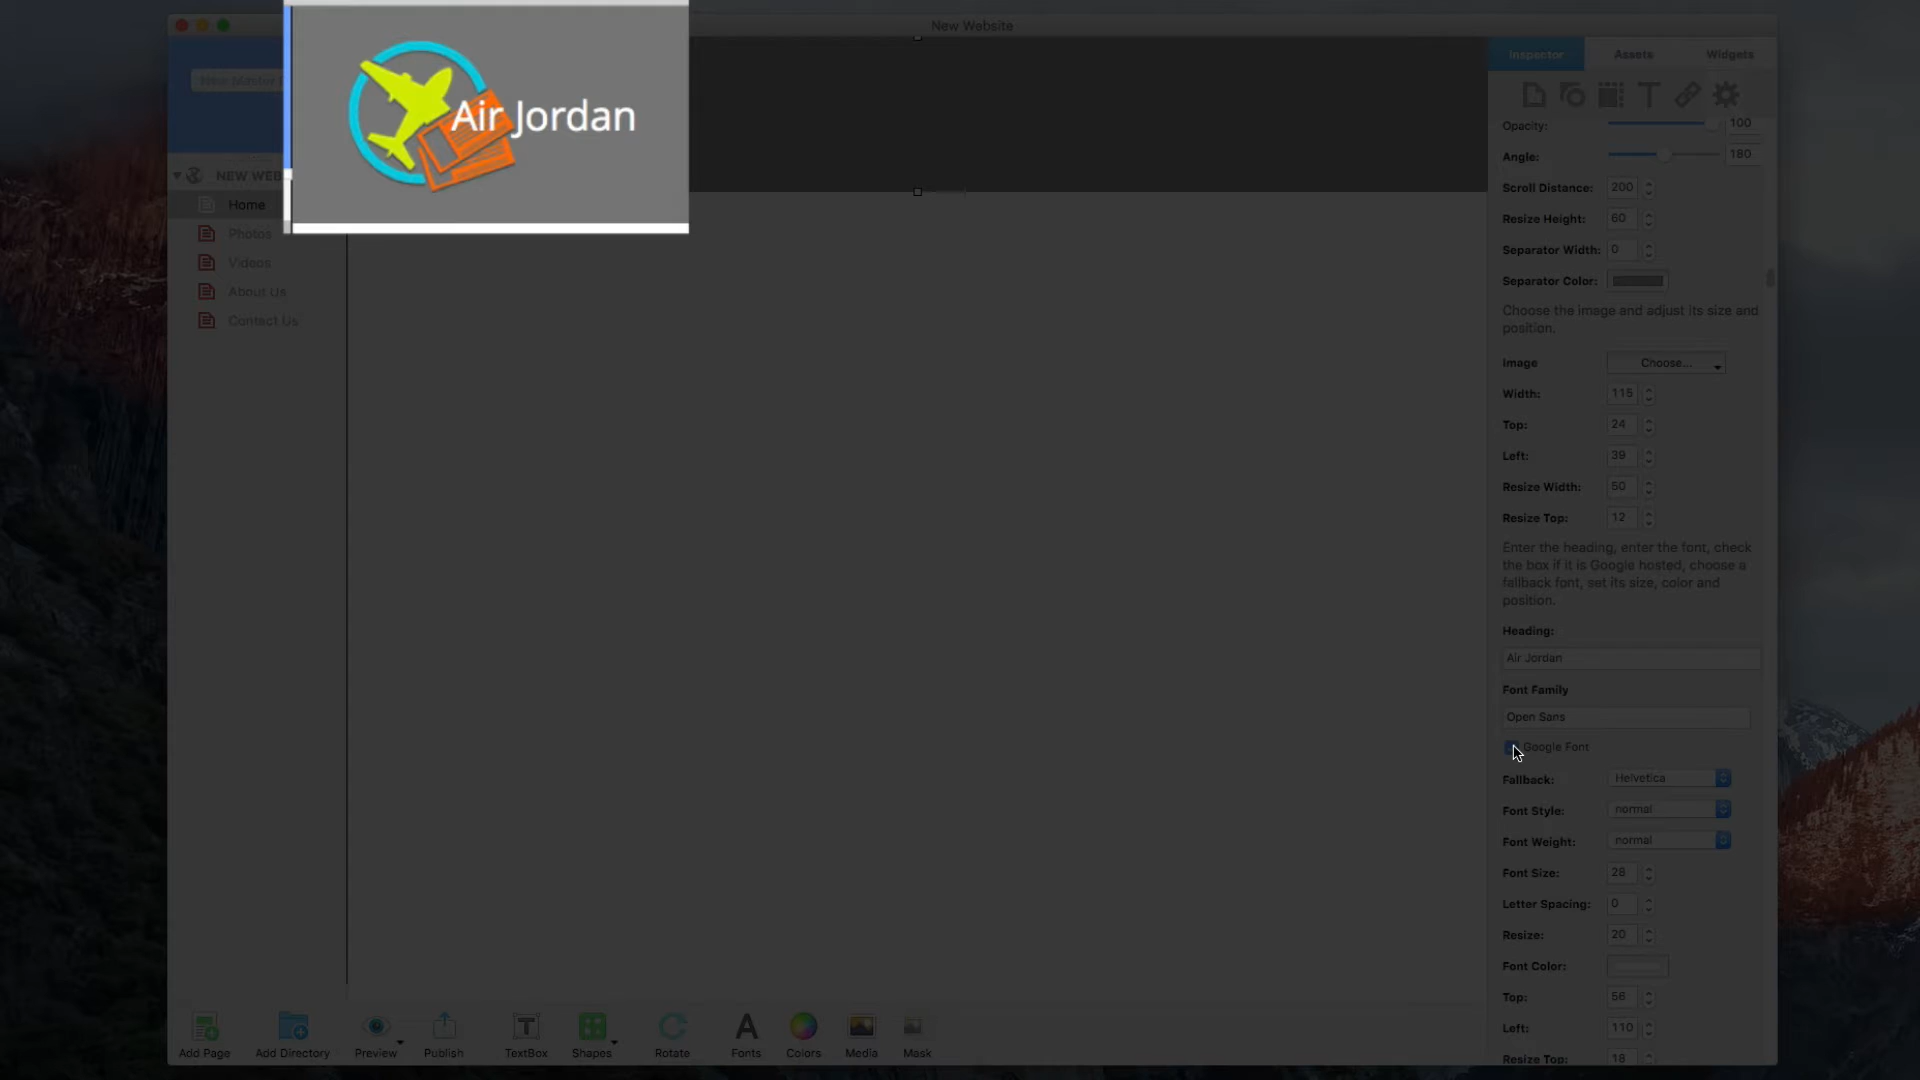 New Website
Air Jordan
NEW WEB
Home
Photos
Videos
About Us
Contact Us
Inspector
Assets
Widgets
Opacity:
100
Angle:
180
Scroll Distance:
200
Resize Height:
60
Separator Width:
0
Separator Color:
Choose the image and adjust its size and
position.
Image
Choose...
Width:
115
Top:
24
Left:
39
Resize Width:
50
Resize Top:
12
Enter the heading, enter the font, check
the box if it is Google hosted, choose a
fallback font, set its size, color and
position.
Heading:
Air Jordan
Font Family
Open Sans
Google Font
Fallback:
Helvetica
Font Style:
normal
Font Weight:
normal
Font Size:
28
Letter Spacing:
0
Resize:
20
Font Color:
Top:
56
Left:
110
Resize Top:
18
Add Page
Add Directory
Preview
Publish
TextBox
Shapes
Rotate
Fonts
Colors
Media
Mask